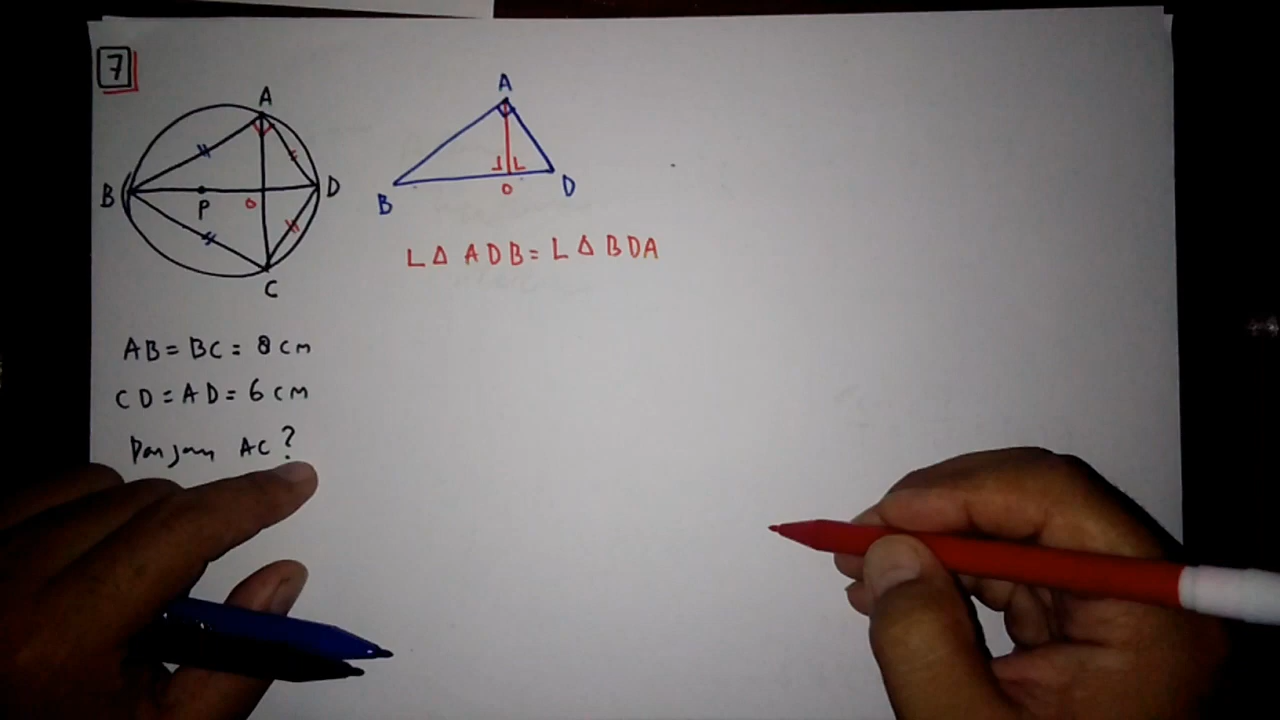 7
A
B
P
O
D
C
A
B
O
D
L Δ ADB = L Δ BDA
AB = BC = 8 cm
CD = AD = 6 cm
Panjang AC?